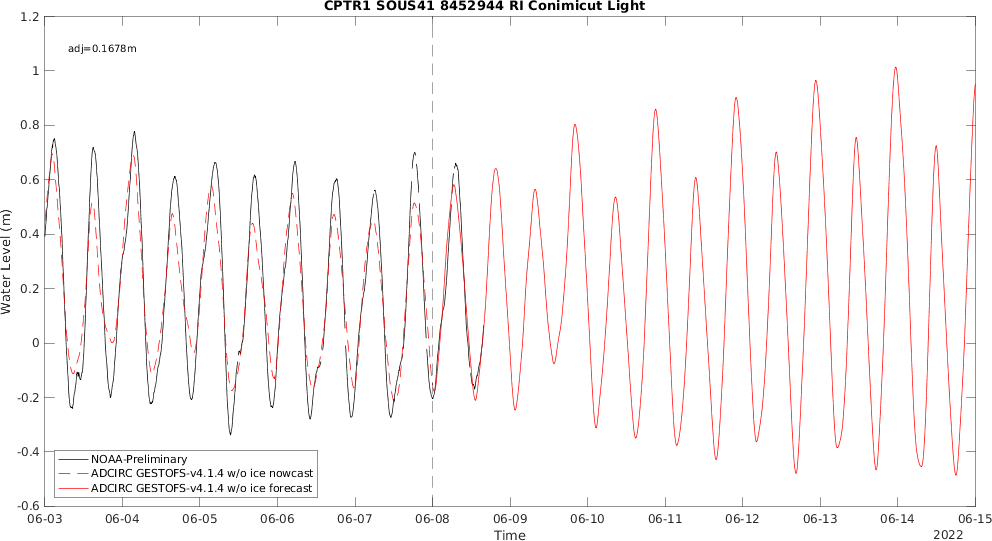 CPTR1 SOUS41 8452944 RI Conimicut Light
adj=0.1678m
1.2
1
0.8
0.6
0.4
0.2
0
-0.2
-0.4
-0.6
Water Level (m)
NOAA-Preliminary
ADCIRC GESTOFS-v4.1.4 w/o ice nowcast
ADCIRC GESTOFS-v4.1.4 w/o ice forecast
06-03 06-04 06-05 06-06 06-07 06-08 06-09 06-10 06-11 06-12 06-13 06-14 06-15
Time
2022